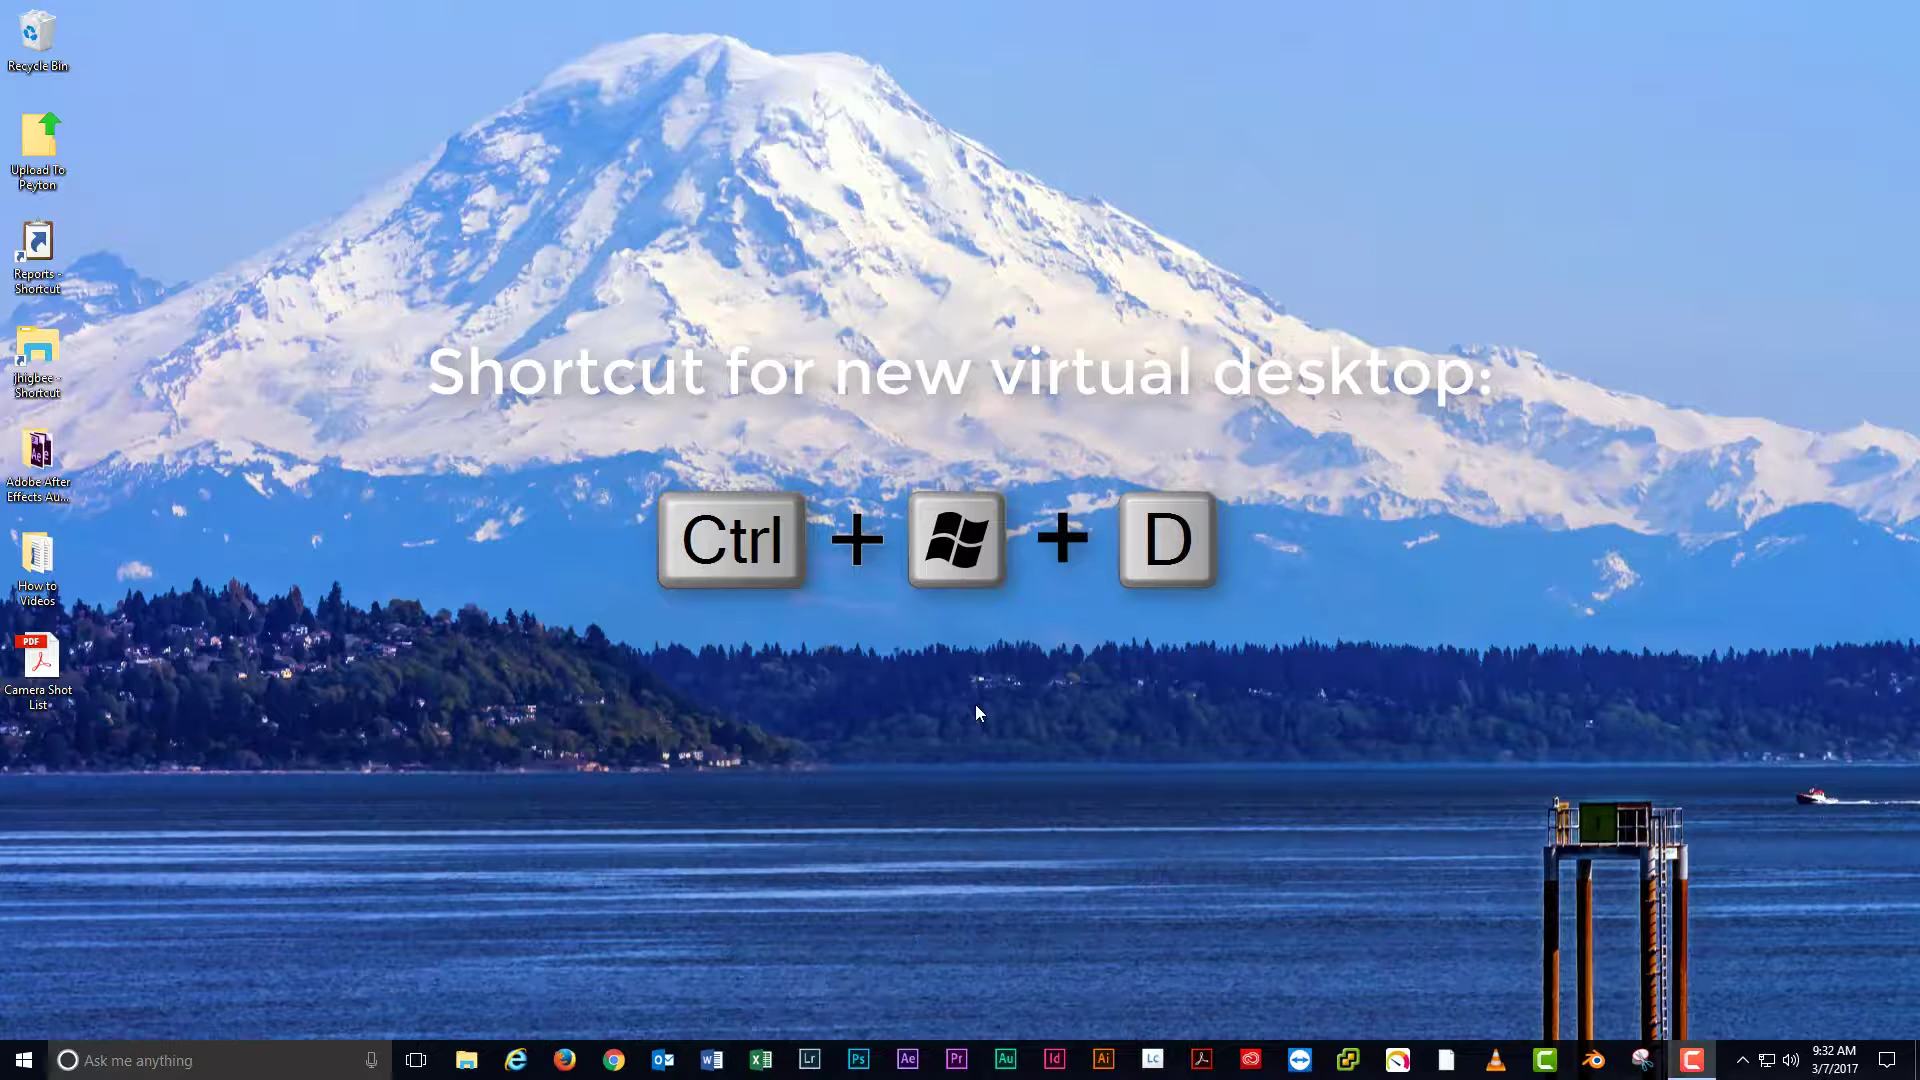 Recycle Bin
Upload To
Peyton
Reports -
Shortcut
jhigbee -
Shortcut
Ae
Adobe After
Effects Au...
How to
Videos
PDF
Camera Shot
List
Shortcut for new virtual desktop:
Ctrl + + D
Ask me anything
Lr Ps Ae Pr Au Id Ai Lc
9:32 AM
3/7/2017